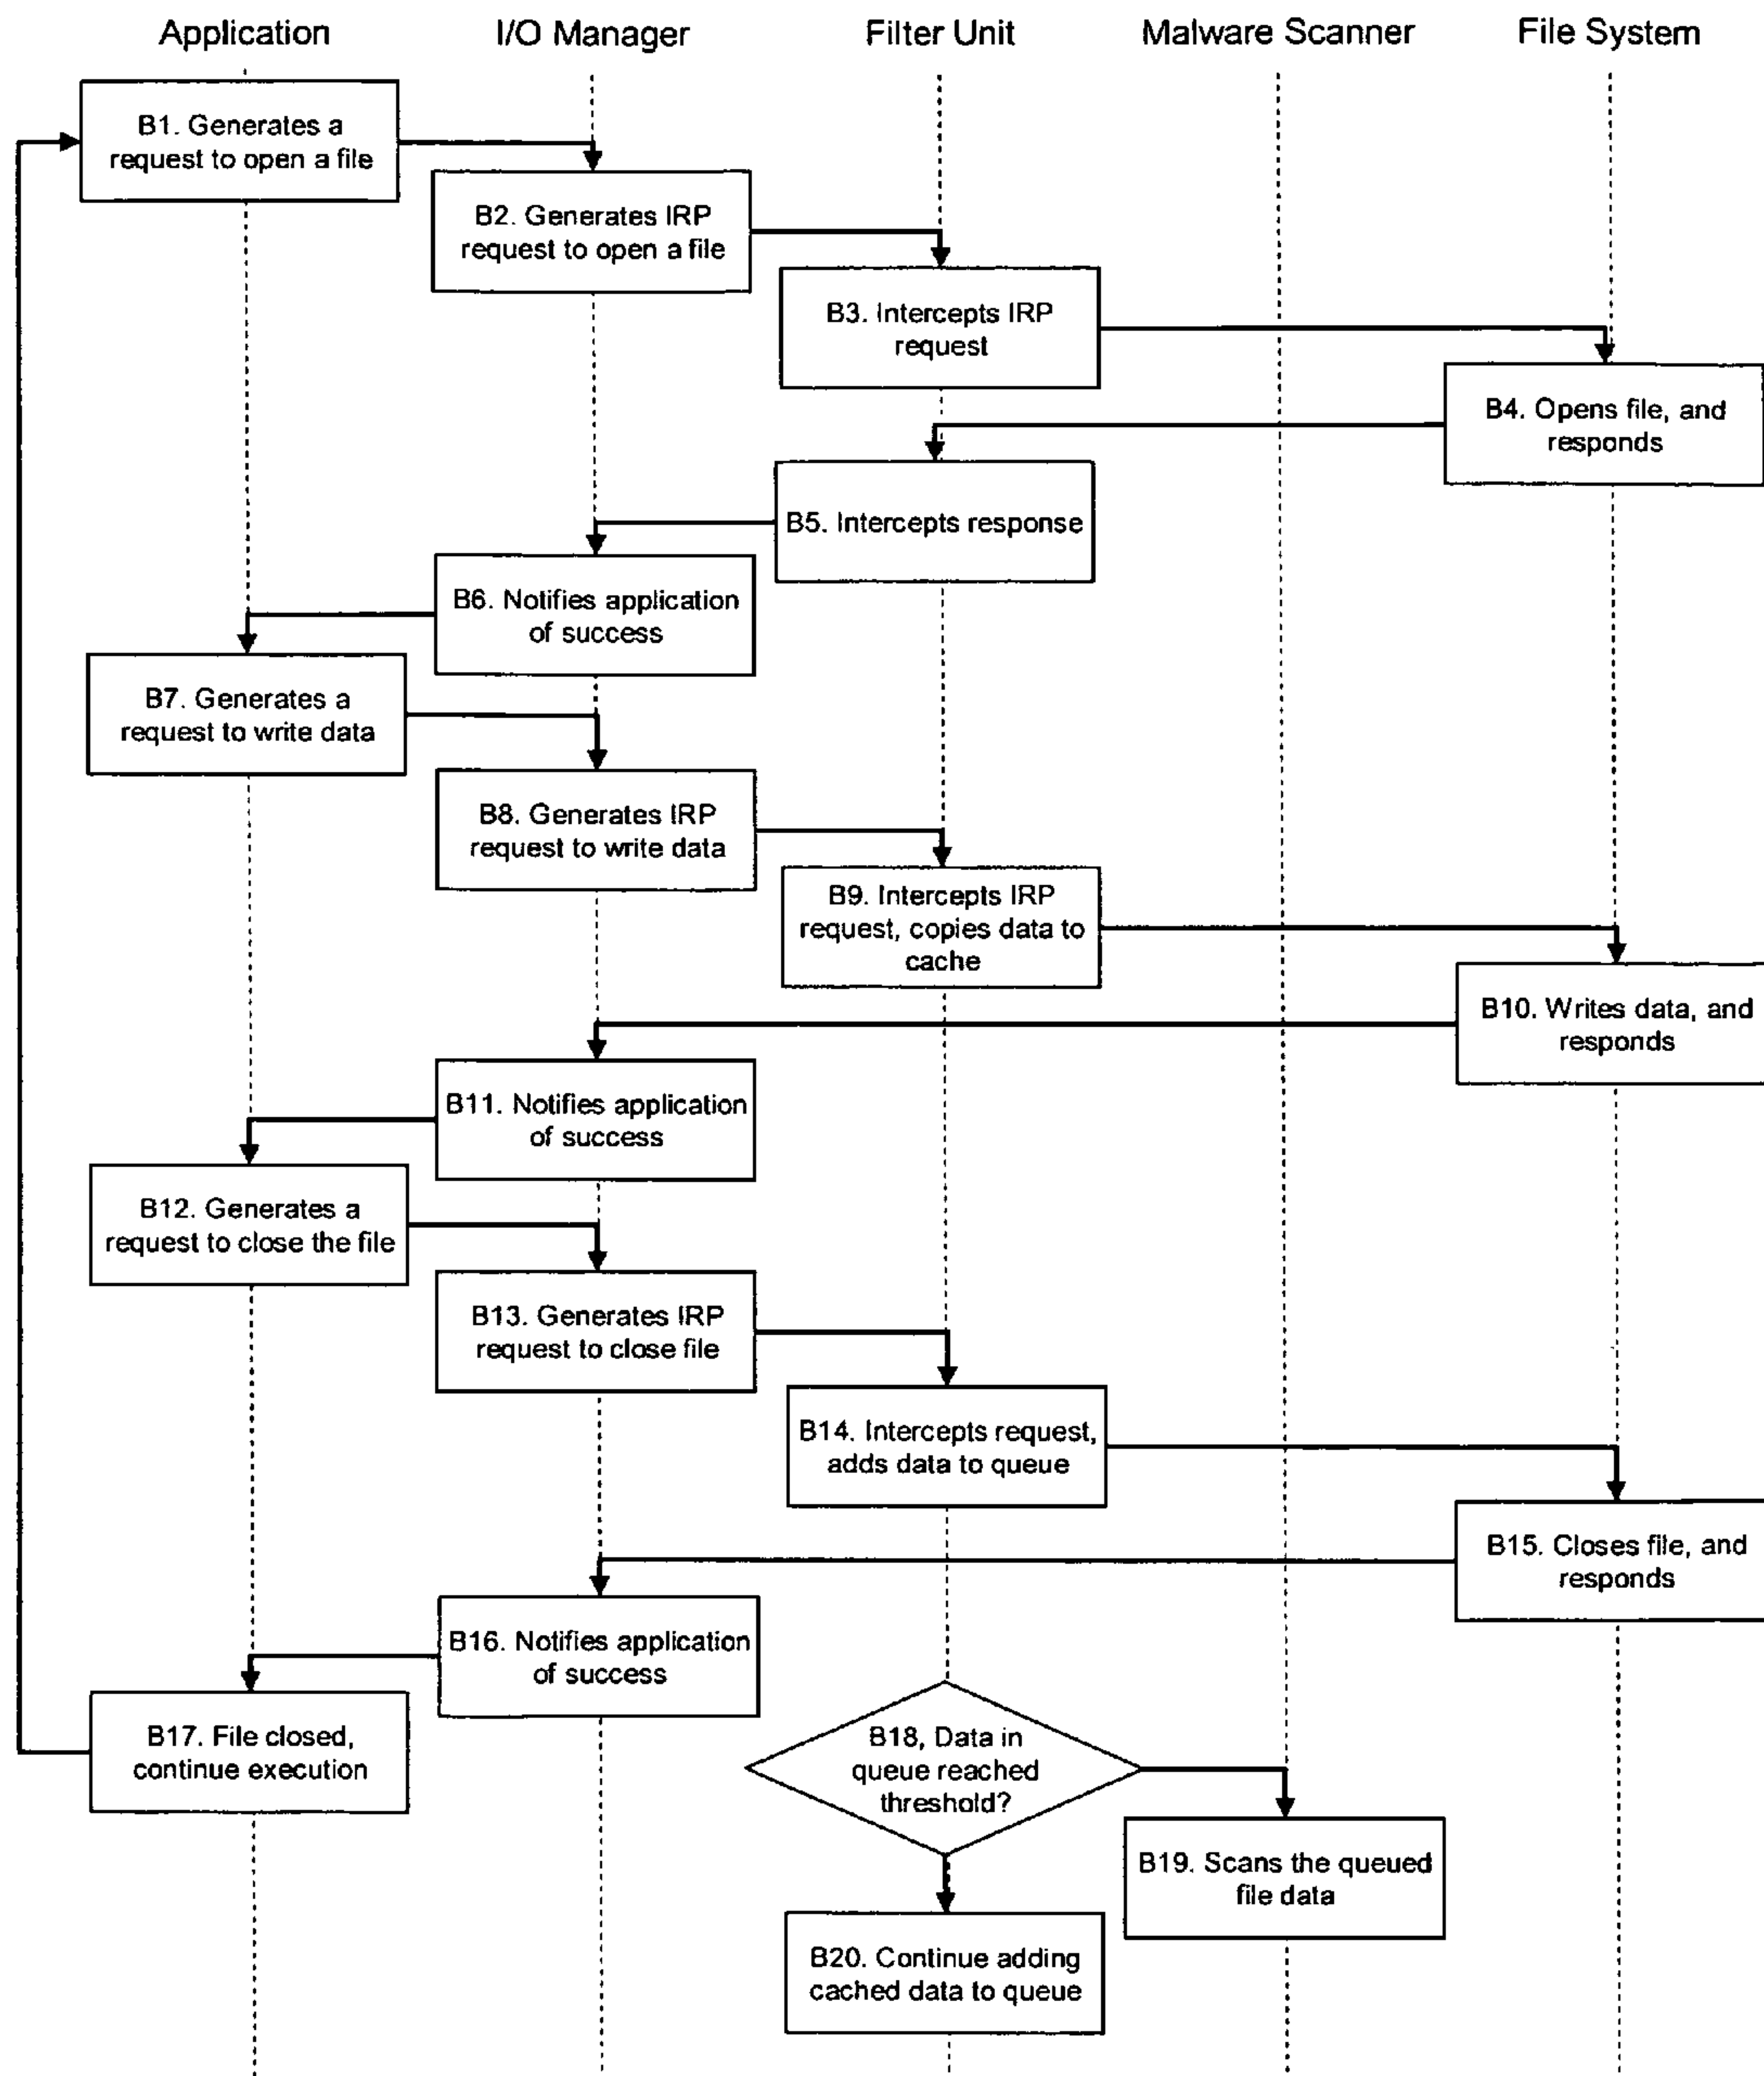 Application
I/O Manager
Filter Unit
Malware Scanner
File System
B1. Generates a
request to open a file
B2. Generates IRP
request to open a file
B3. Intercepts IRP
request
B4. Opens file, and
responds
B5. Intercepts response
B6. Notifies application
of success
B7. Generates a
request to write data
B8. Generates IRP
request to write data
B9. Intercepts IRP
request, copies data to
cache
B10. Writes data, and
responds
B11. Notifies application
of success
B12. Generates a
request to close the file
B13. Generates IRP
request to close file
B14. Intercepts request,
adds data to queue
B15. Closes file, and
responds
B16. Notifies application
of success
B17. File closed,
continue execution
B18, Data in
queue reached
threshold?
B19. Scans the queued
file data
B20. Continue adding
cached data to queue